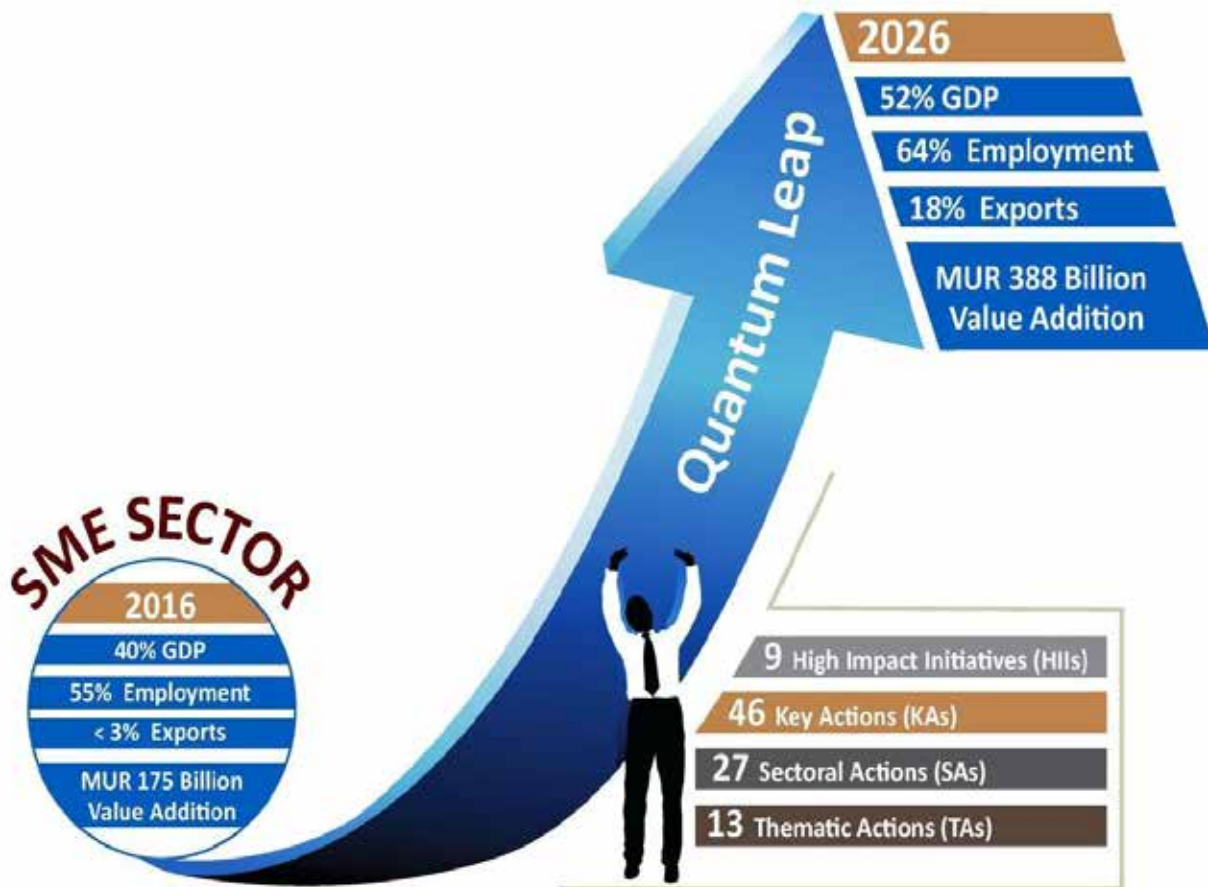 SME SECTOR
2016
40% GDP
55% Employment
< 3% Exports
MUR 175 Billion
Value Addition
Quantum Leap
2026
52% GDP
64% Employment
18% Exports
MUR 388 Billion
Value Addition
9 High Impact Initiatives (HIIs)
46 Key Actions (KAs)
27 Sectoral Actions (SAs)
13 Thematic Actions (TAs)